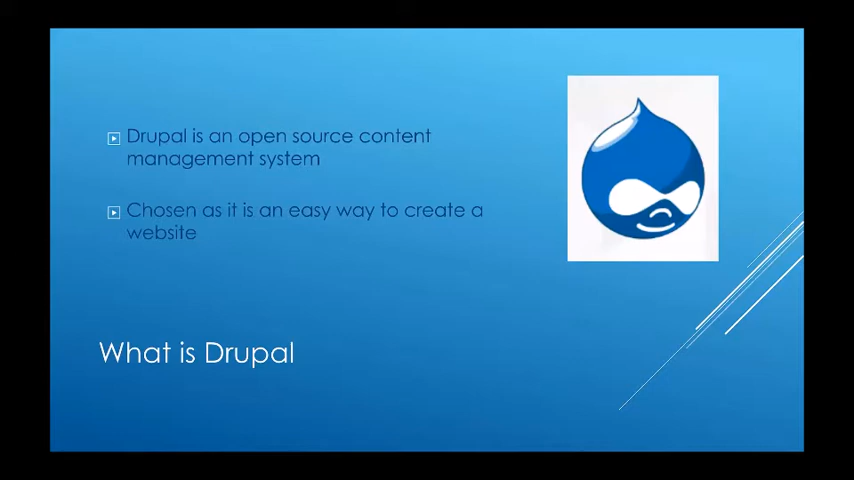 Drupal is an open source content
management system
Chosen as it is an easy way to create a
website
What is Drupal